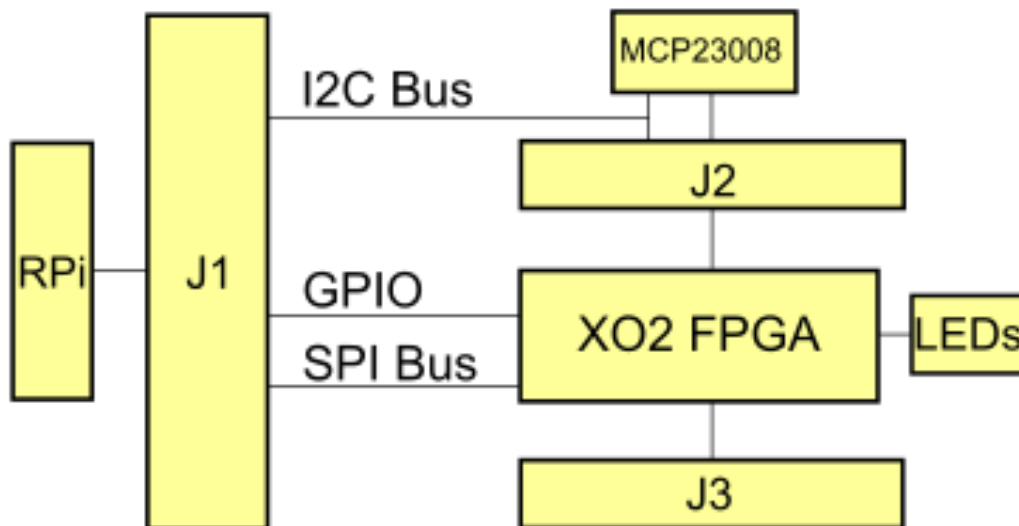 MCP23008
I2C Bus
J2
RPi
J1
GPIO
XO2 FPGA
LEDs
SPI Bus
J3